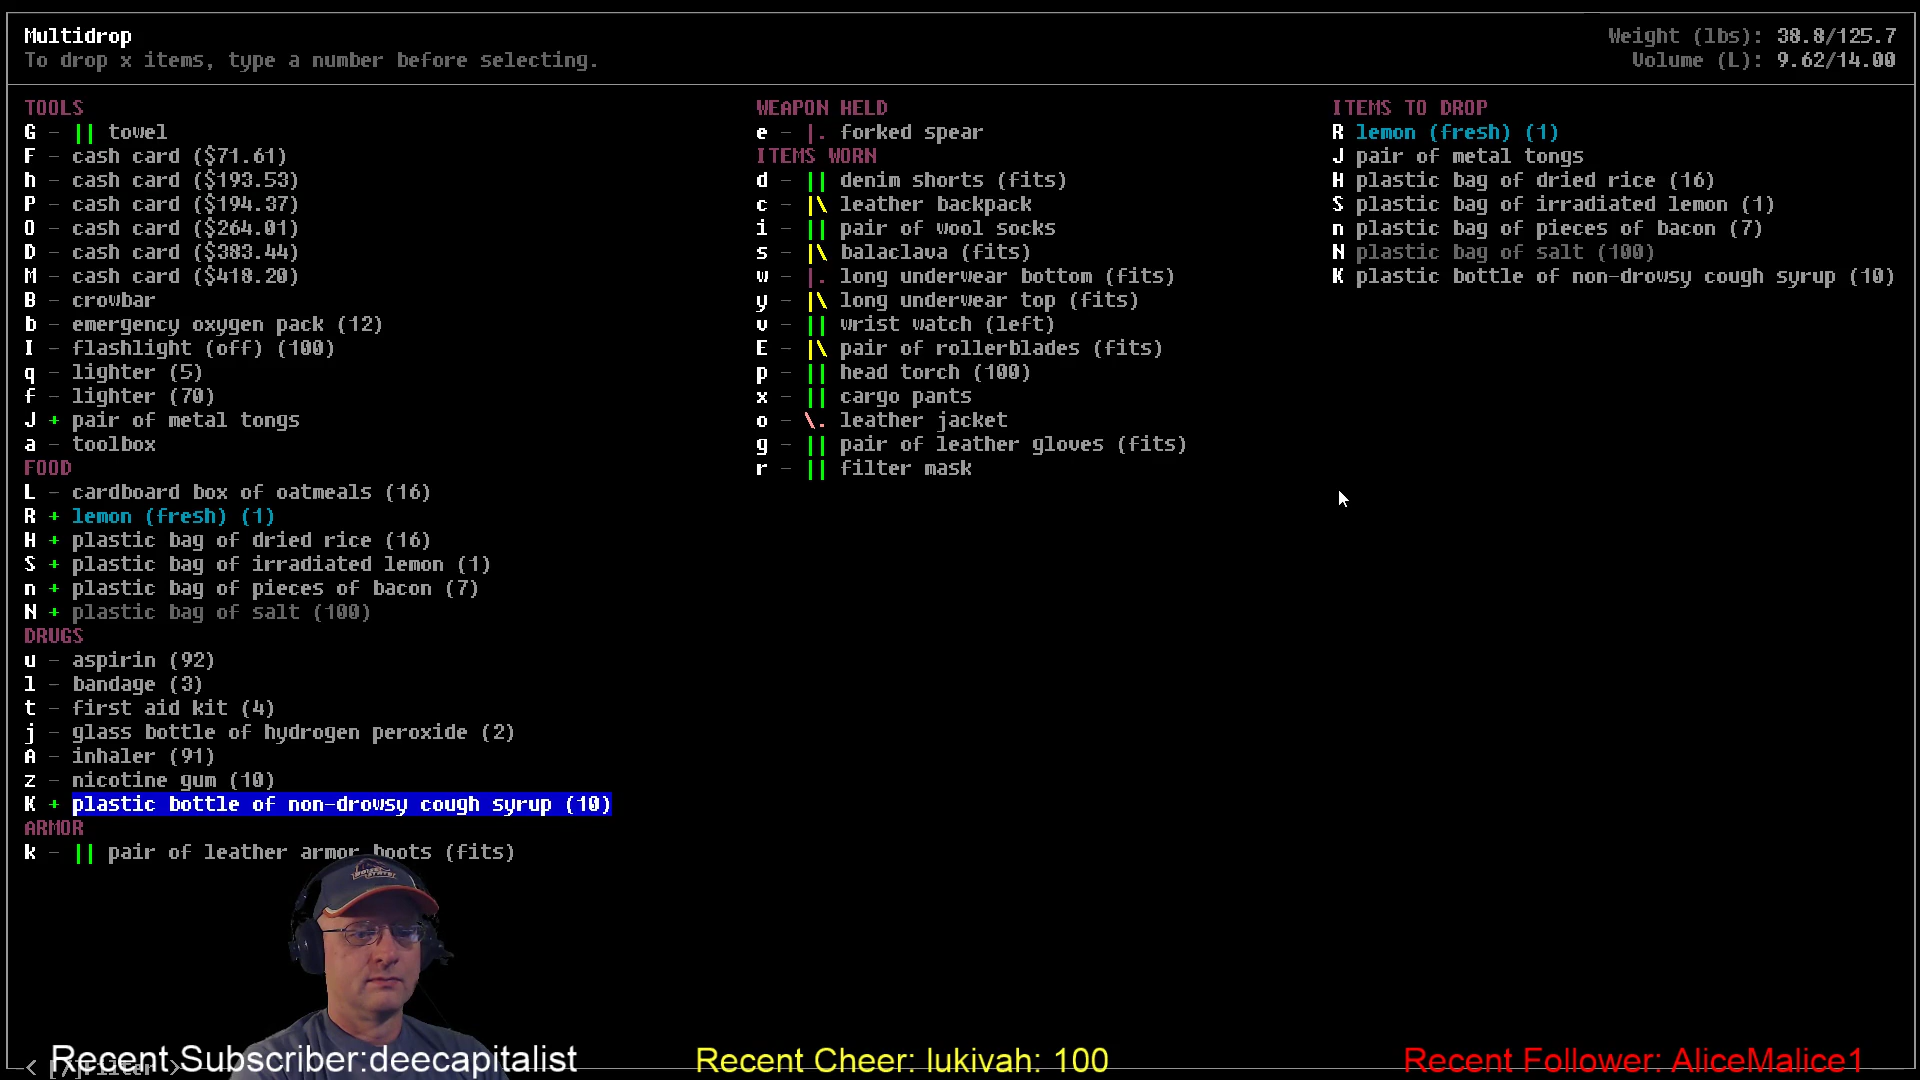 Multidrop
To drop x items, type a number before selecting.
Weight (lbs): 38.8/125.7
Volume (L): 9.62/14.00
TOOLS
G - || towel
F - cash card ($71.61)
h - cash card ($193.53)
P - cash card ($194.37)
O - cash card ($264.01)
D - cash card ($383.44)
M - cash card ($418.20)
B - crowbar
b - emergency oxygen pack (12)
I - flashlight (off) (100)
q - lighter (5)
f - lighter (70)
J + pair of metal tongs
a - toolbox
FOOD
L - cardboard box of oatmeals (16)
R + lemon (fresh) (1)
H + plastic bag of dried rice (16)
S + plastic bag of irradiated lemon (1)
n + plastic bag of pieces of bacon (7)
N + plastic bag of salt (100)
DRUGS
u - aspirin (92)
l - bandage (3)
t - first aid kit (4)
j - glass bottle of hydrogen peroxide (2)
A - inhaler (91)
z - nicotine gum (10)
K + plastic bottle of non-drowsy cough syrup (10)
ARMOR
k - || pair of leather armor boots (fits)
WEAPON HELD
e - |. forked spear
ITEMS WORN
d - || denim shorts (fits)
c - |\ leather backpack
i - || pair of wool socks
s - |\ balaclava (fits)
w - |. long underwear bottom (fits)
y - |\ long underwear top (fits)
v - || wrist watch (left)
E - |\ pair of rollerblades (fits)
p - || head torch (100)
x - || cargo pants
o - \. leather jacket
g - || pair of leather gloves (fits)
r - || filter mask
ITEMS TO DROP
R lemon (fresh) (1)
J pair of metal tongs
H plastic bag of dried rice (16)
S plastic bag of irradiated lemon (1)
n plastic bag of pieces of bacon (7)
N plastic bag of salt (100)
K plastic bottle of non-drowsy cough syrup (10)
Recent Subscriber:deecapitalist
Recent Cheer: lukivah: 100
Recent Follower: AliceMalice1